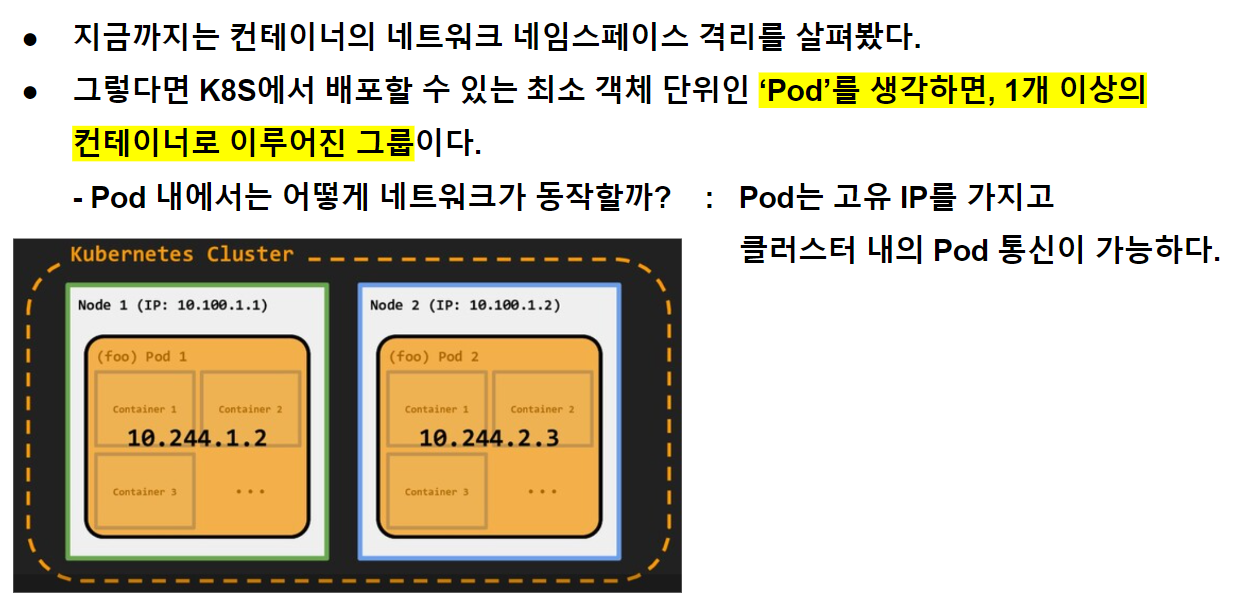 ● 지금까지는 컨테이너의 네트워크 네임스페이스 격리를 살펴봤다.
● 그렇다면 K8S에서 배포할 수 있는 최소 객체 단위인 ‘Pod’를 생각하면, 1개 이상의
컨테이너로 이루어진 그룹이다.
- Pod 내에서는 어떻게 네트워크가 동작할까? : Pod는 고유 IP를 가지고
클러스터 내의 Pod 통신이 가능하다.
Kubernetes Cluster
Node 1 (IP: 10.100.1.1)
(foo) Pod 1
Container 1 Container 2
10.244.1.2
Container 3 ...
Node 2 (IP: 10.100.1.2)
(foo) Pod 2
Container 1 Container 2
10.244.2.3
Container 3 ...